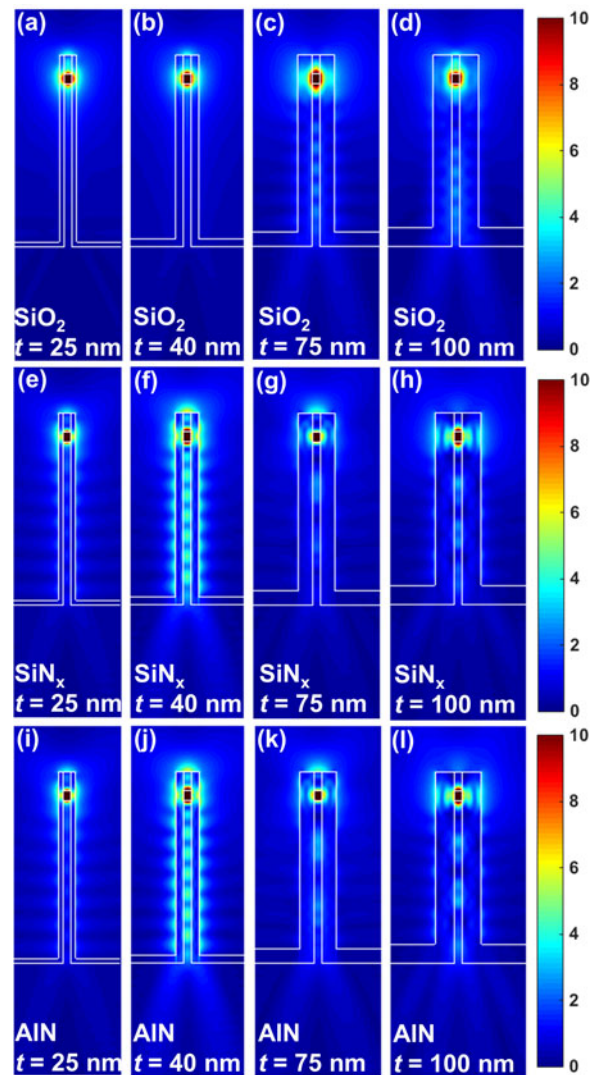 (a) (b) (c) (d) 10
8
6
4
2
SiO₂ SiO₂ SiO₂ SiO₂
t = 25 nm t = 40 nm t = 75 nm t = 100 nm 0
(e) (f) (g) (h) 10
8
6
4
2
SiNₓ SiNₓ SiNₓ SiNₓ
t = 25 nm t = 40 nm t = 75 nm t = 100 nm 0
(i) (j) (k) (l) 10
8
6
4
2
AlN AlN AlN AlN
t = 25 nm t = 40 nm t = 75 nm t = 100 nm 0